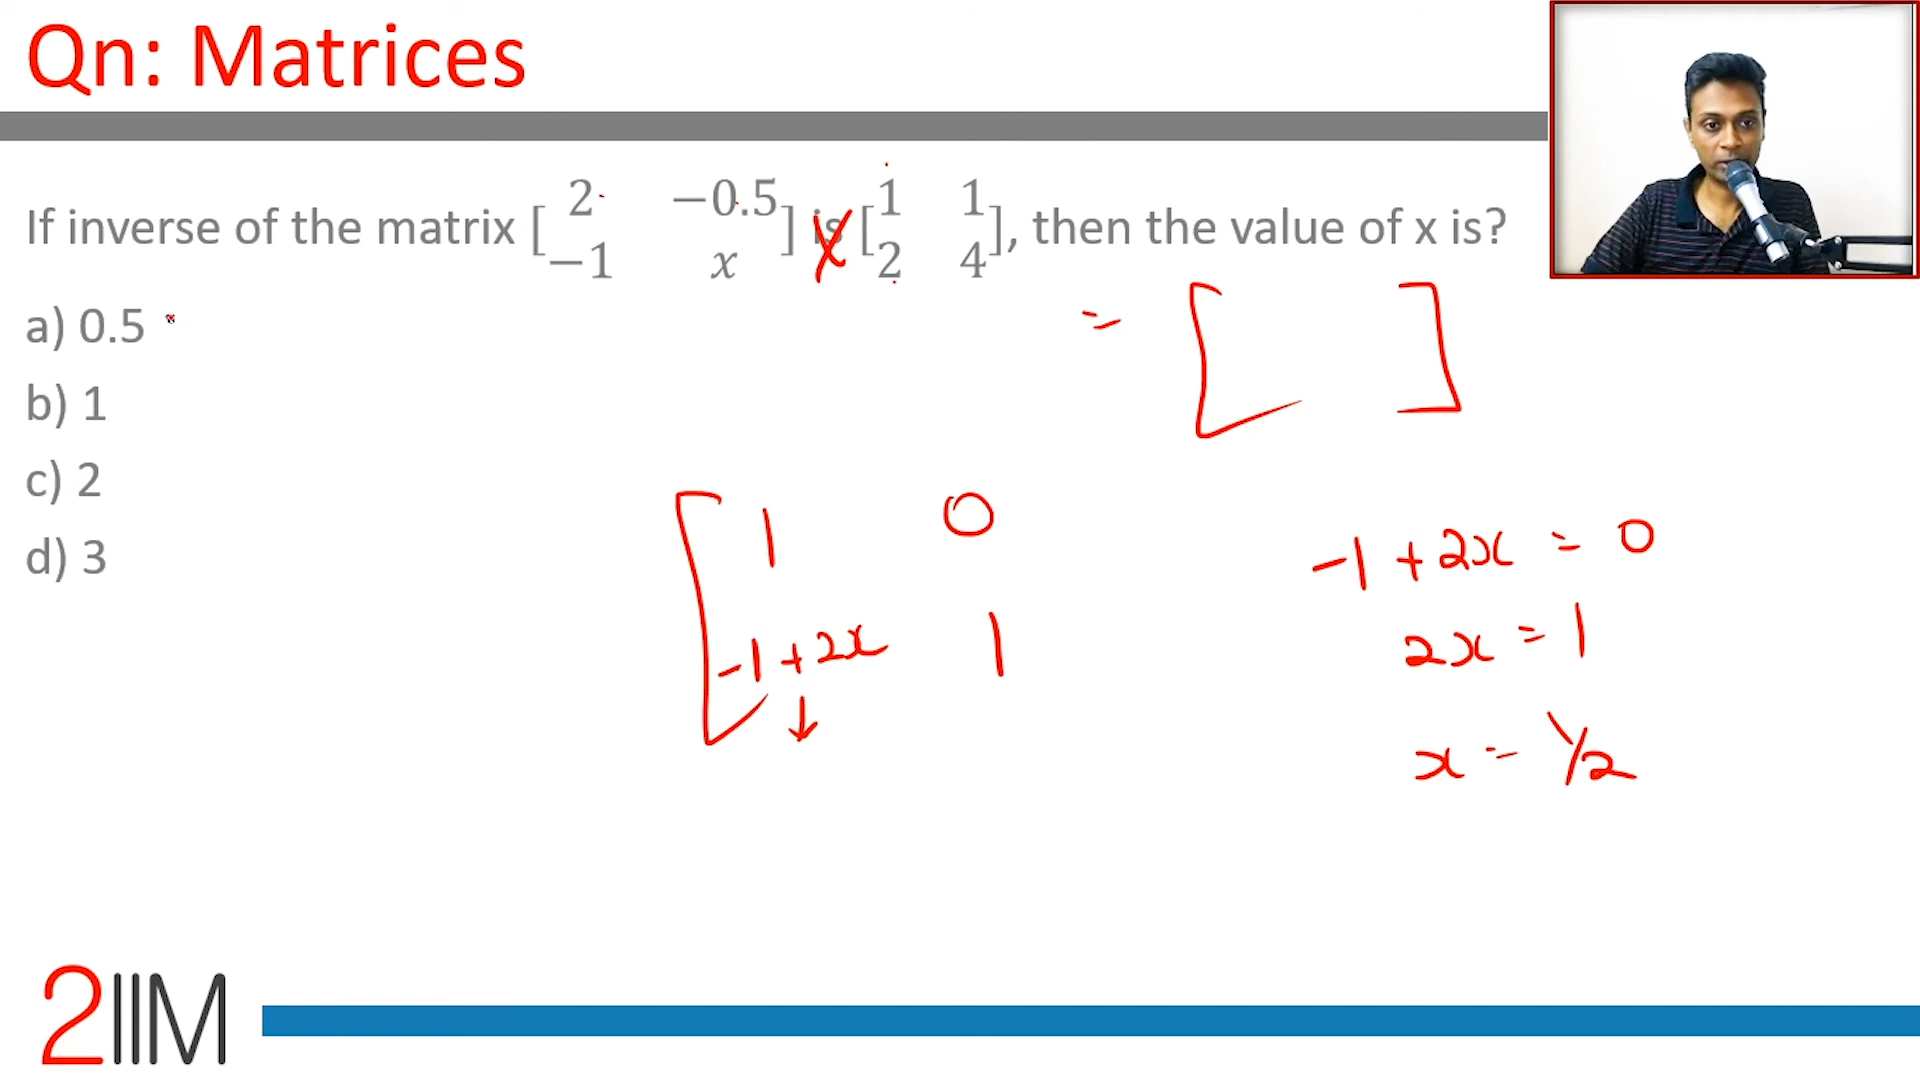 Qn: Matrices
If inverse of the matrix [2 −0.5 −1 x] is [1 1 2 4], then the value of x is?
a) 0.5
b) 1
c) 2
d) 3
= [ ]
[ 1 0
-1 + 2x 1
↓
-1 + 2x = 0
2x = 1
x = 1/2
2IIM